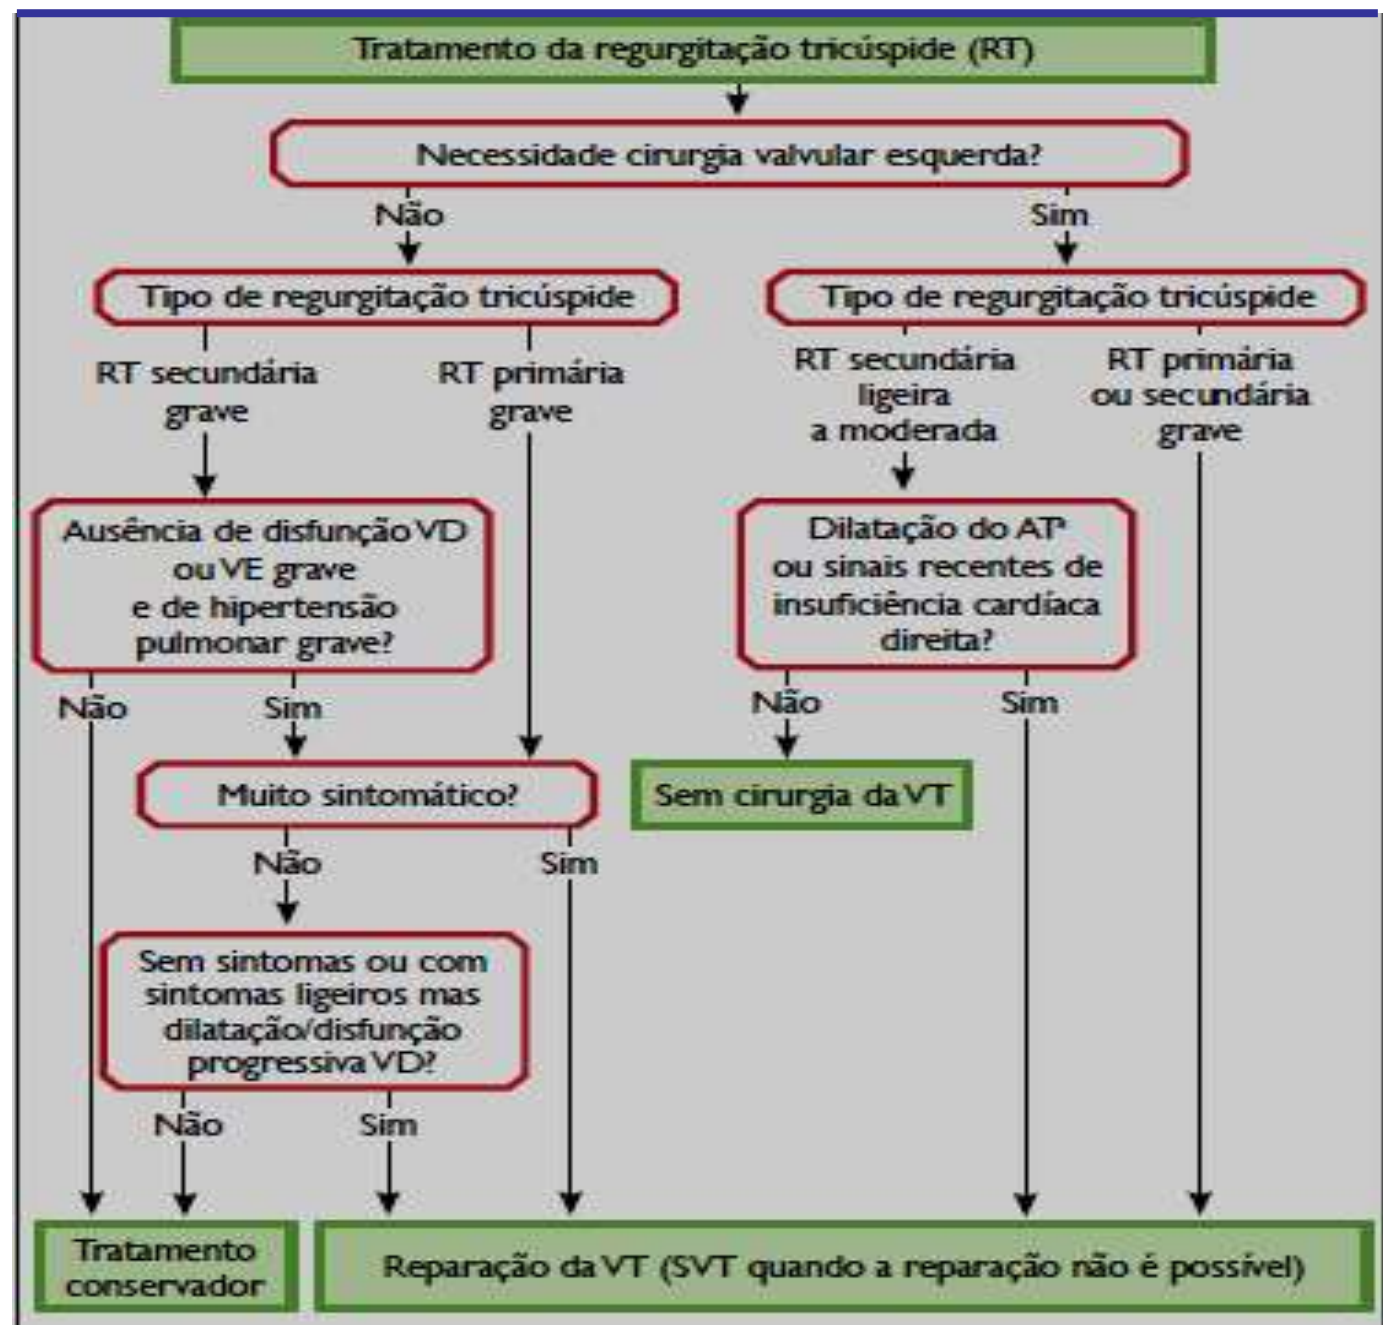 Tratamento da regurgitação tricúspide (RT)
Necessidade cirurgia valvular esquerda?
Não
Sim
Tipo de regurgitação tricúspide
Tipo de regurgitação tricúspide
RT secundária
grave
RT primária
grave
RT secundária
ligeira
a moderada
RT primária
ou secundária
grave
Ausência de disfunção VD
ou VE grave
e de hipertensão
pulmonar grave?
Dilatação do ATª
ou sinais recentes de
insuficiência cardíaca
direita?
Não
Sim
Não
Sim
Muito sintomático?
Sem cirurgia da VT
Não
Sim
Sem sintomas ou com
sintomas ligeiros mas
dilatação/disfunção
progressiva VD?
Não
Sim
Tratamento
conservador
Reparação da VT (SVT quando a reparação não é possível)